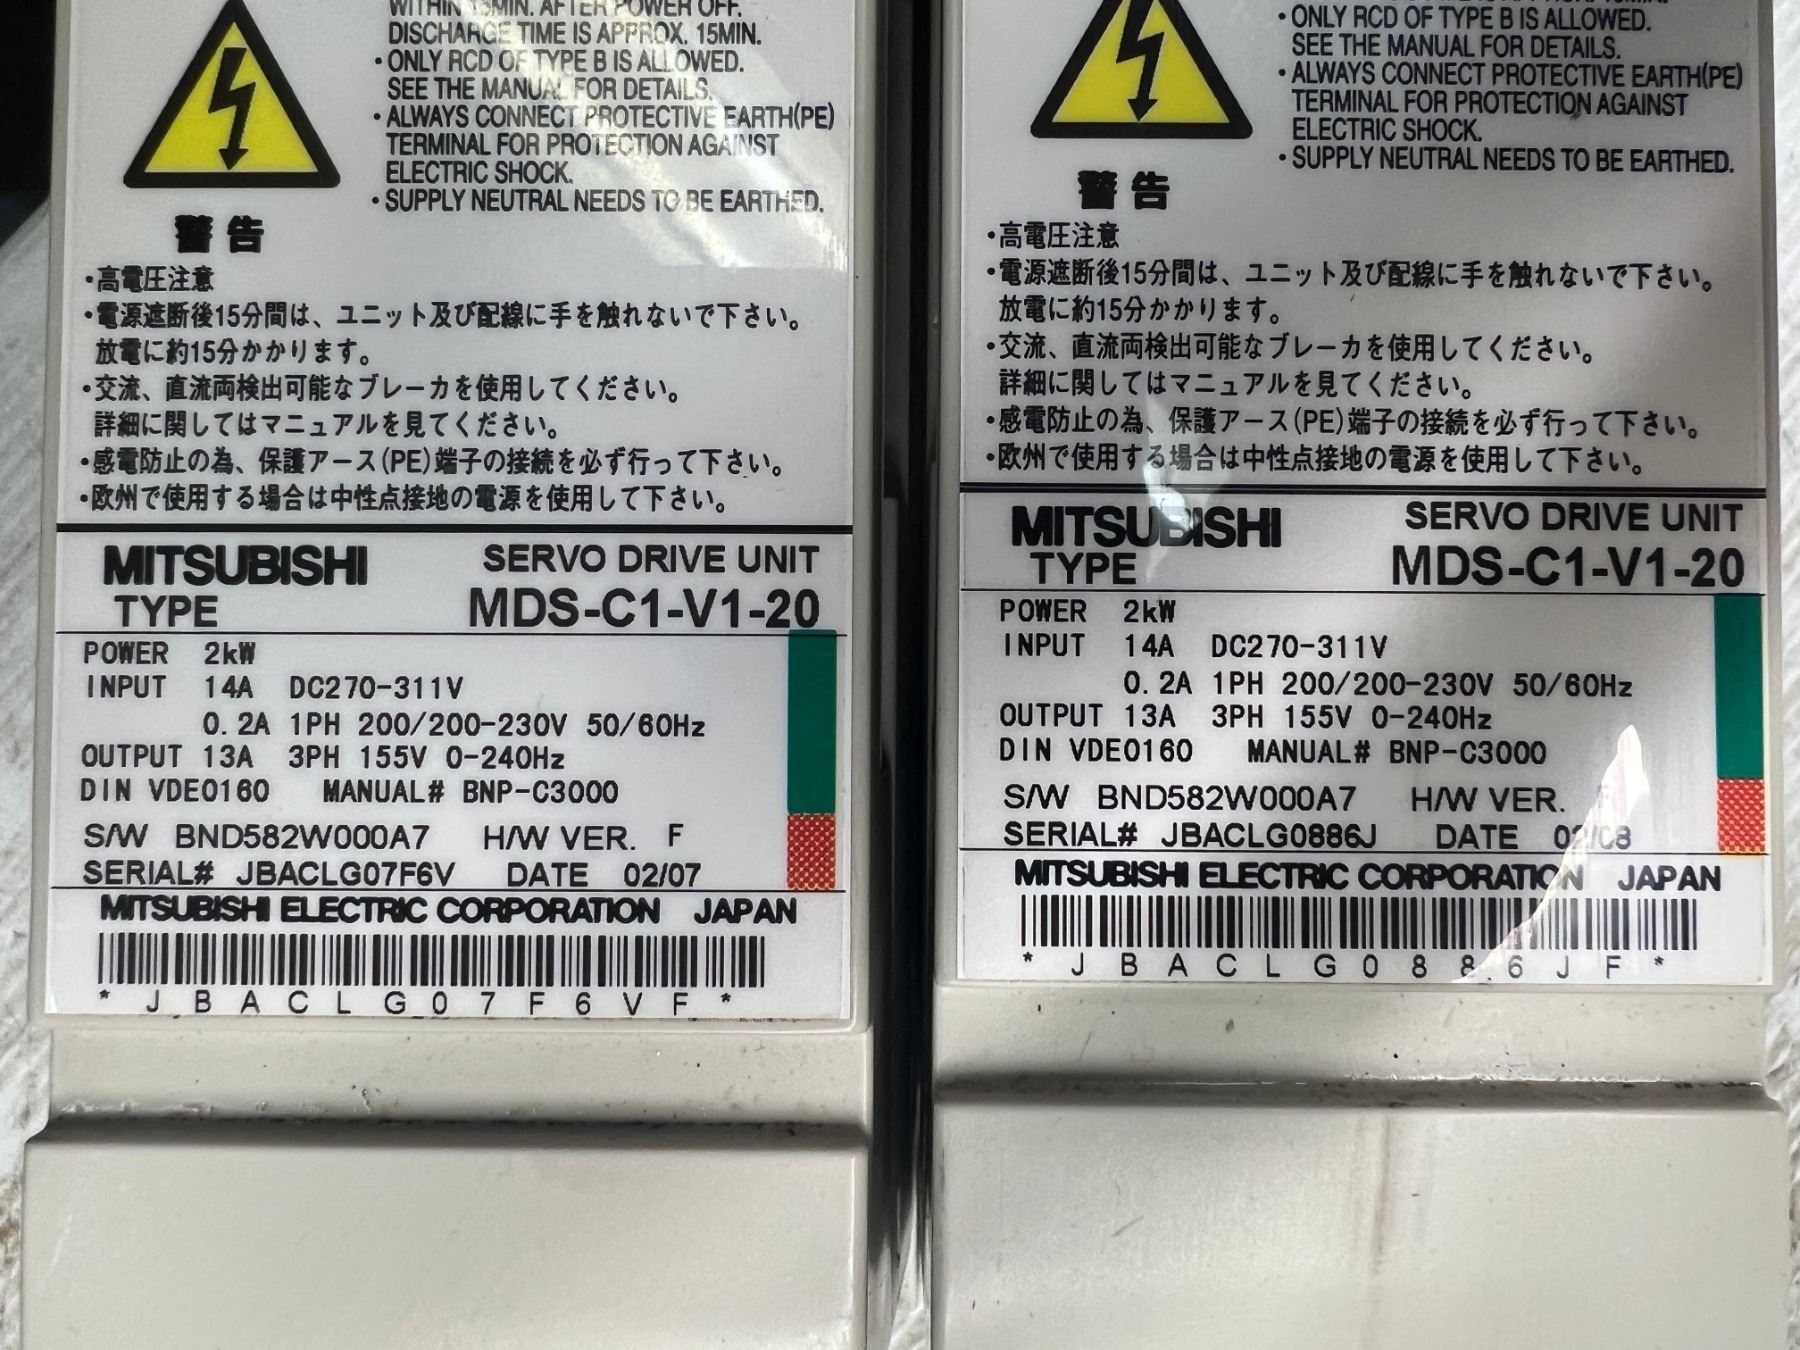 WITHIN 15MIN. AFTER POWER OFF.
DISCHARGE TIME IS APPROX. 15MIN.
・ONLY RCD OF TYPE B IS ALLOWED.
SEE THE MANUAL FOR DETAILS.
・ALWAYS CONNECT PROTECTIVE EARTH(PE)
TERMINAL FOR PROTECTION AGAINST
ELECTRIC SHOCK.
・SUPPLY NEUTRAL NEEDS TO BE EARTHED.
警告
・高電圧注意
・電源遮断後15分間は、ユニット及び配線に手を触れないで下さい。
放電に約15分かかります。
・交流、直流両検出可能なブレーカを使用してください。
詳細に関してはマニュアルを見てください。
・感電防止の為、保護アース(PE)端子の接続を必ず行って下さい。
・欧州で使用する場合は中性点接地の電源を使用して下さい。
MITSUBISHI SERVO DRIVE UNIT
TYPE MDS-C1-V1-20
POWER 2kW
INPUT 14A DC270-311V
0.2A 1PH 200/200-230V 50/60Hz
OUTPUT 13A 3PH 155V 0-240Hz
DIN VDE0160 MANUAL# BNP-C3000
S/W BND582W000A7 H/W VER. F
SERIAL# JBACLG07F6V DATE 02/07
MITSUBISHI ELECTRIC CORPORATION JAPAN
* J B A C L G 0 7 F 6 V F *
・ONLY RCD OF TYPE B IS ALLOWED.
SEE THE MANUAL FOR DETAILS.
・ALWAYS CONNECT PROTECTIVE EARTH(PE)
TERMINAL FOR PROTECTION AGAINST
ELECTRIC SHOCK.
・SUPPLY NEUTRAL NEEDS TO BE EARTHED.
警告
・高電圧注意
・電源遮断後15分間は、ユニット及び配線に手を触れないで下さい。
放電に約15分かかります。
・交流、直流両検出可能なブレーカを使用してください。
詳細に関してはマニュアルを見てください。
・感電防止の為、保護アース(PE)端子の接続を必ず行って下さい。
・欧州で使用する場合は中性点接地の電源を使用して下さい。
MITSUBISHI SERVO DRIVE UNIT
TYPE MDS-C1-V1-20
POWER 2kW
INPUT 14A DC270-311V
0.2A 1PH 200/200-230V 50/60Hz
OUTPUT 13A 3PH 155V 0-240Hz
DIN VDE0160 MANUAL# BNP-C3000
S/W BND582W000A7 H/W VER. F
SERIAL# JBACLG0886J DATE 02/08
MITSUBISHI ELECTRIC CORPORATION JAPAN
* J B A C L G 0 8 8 6 J F *